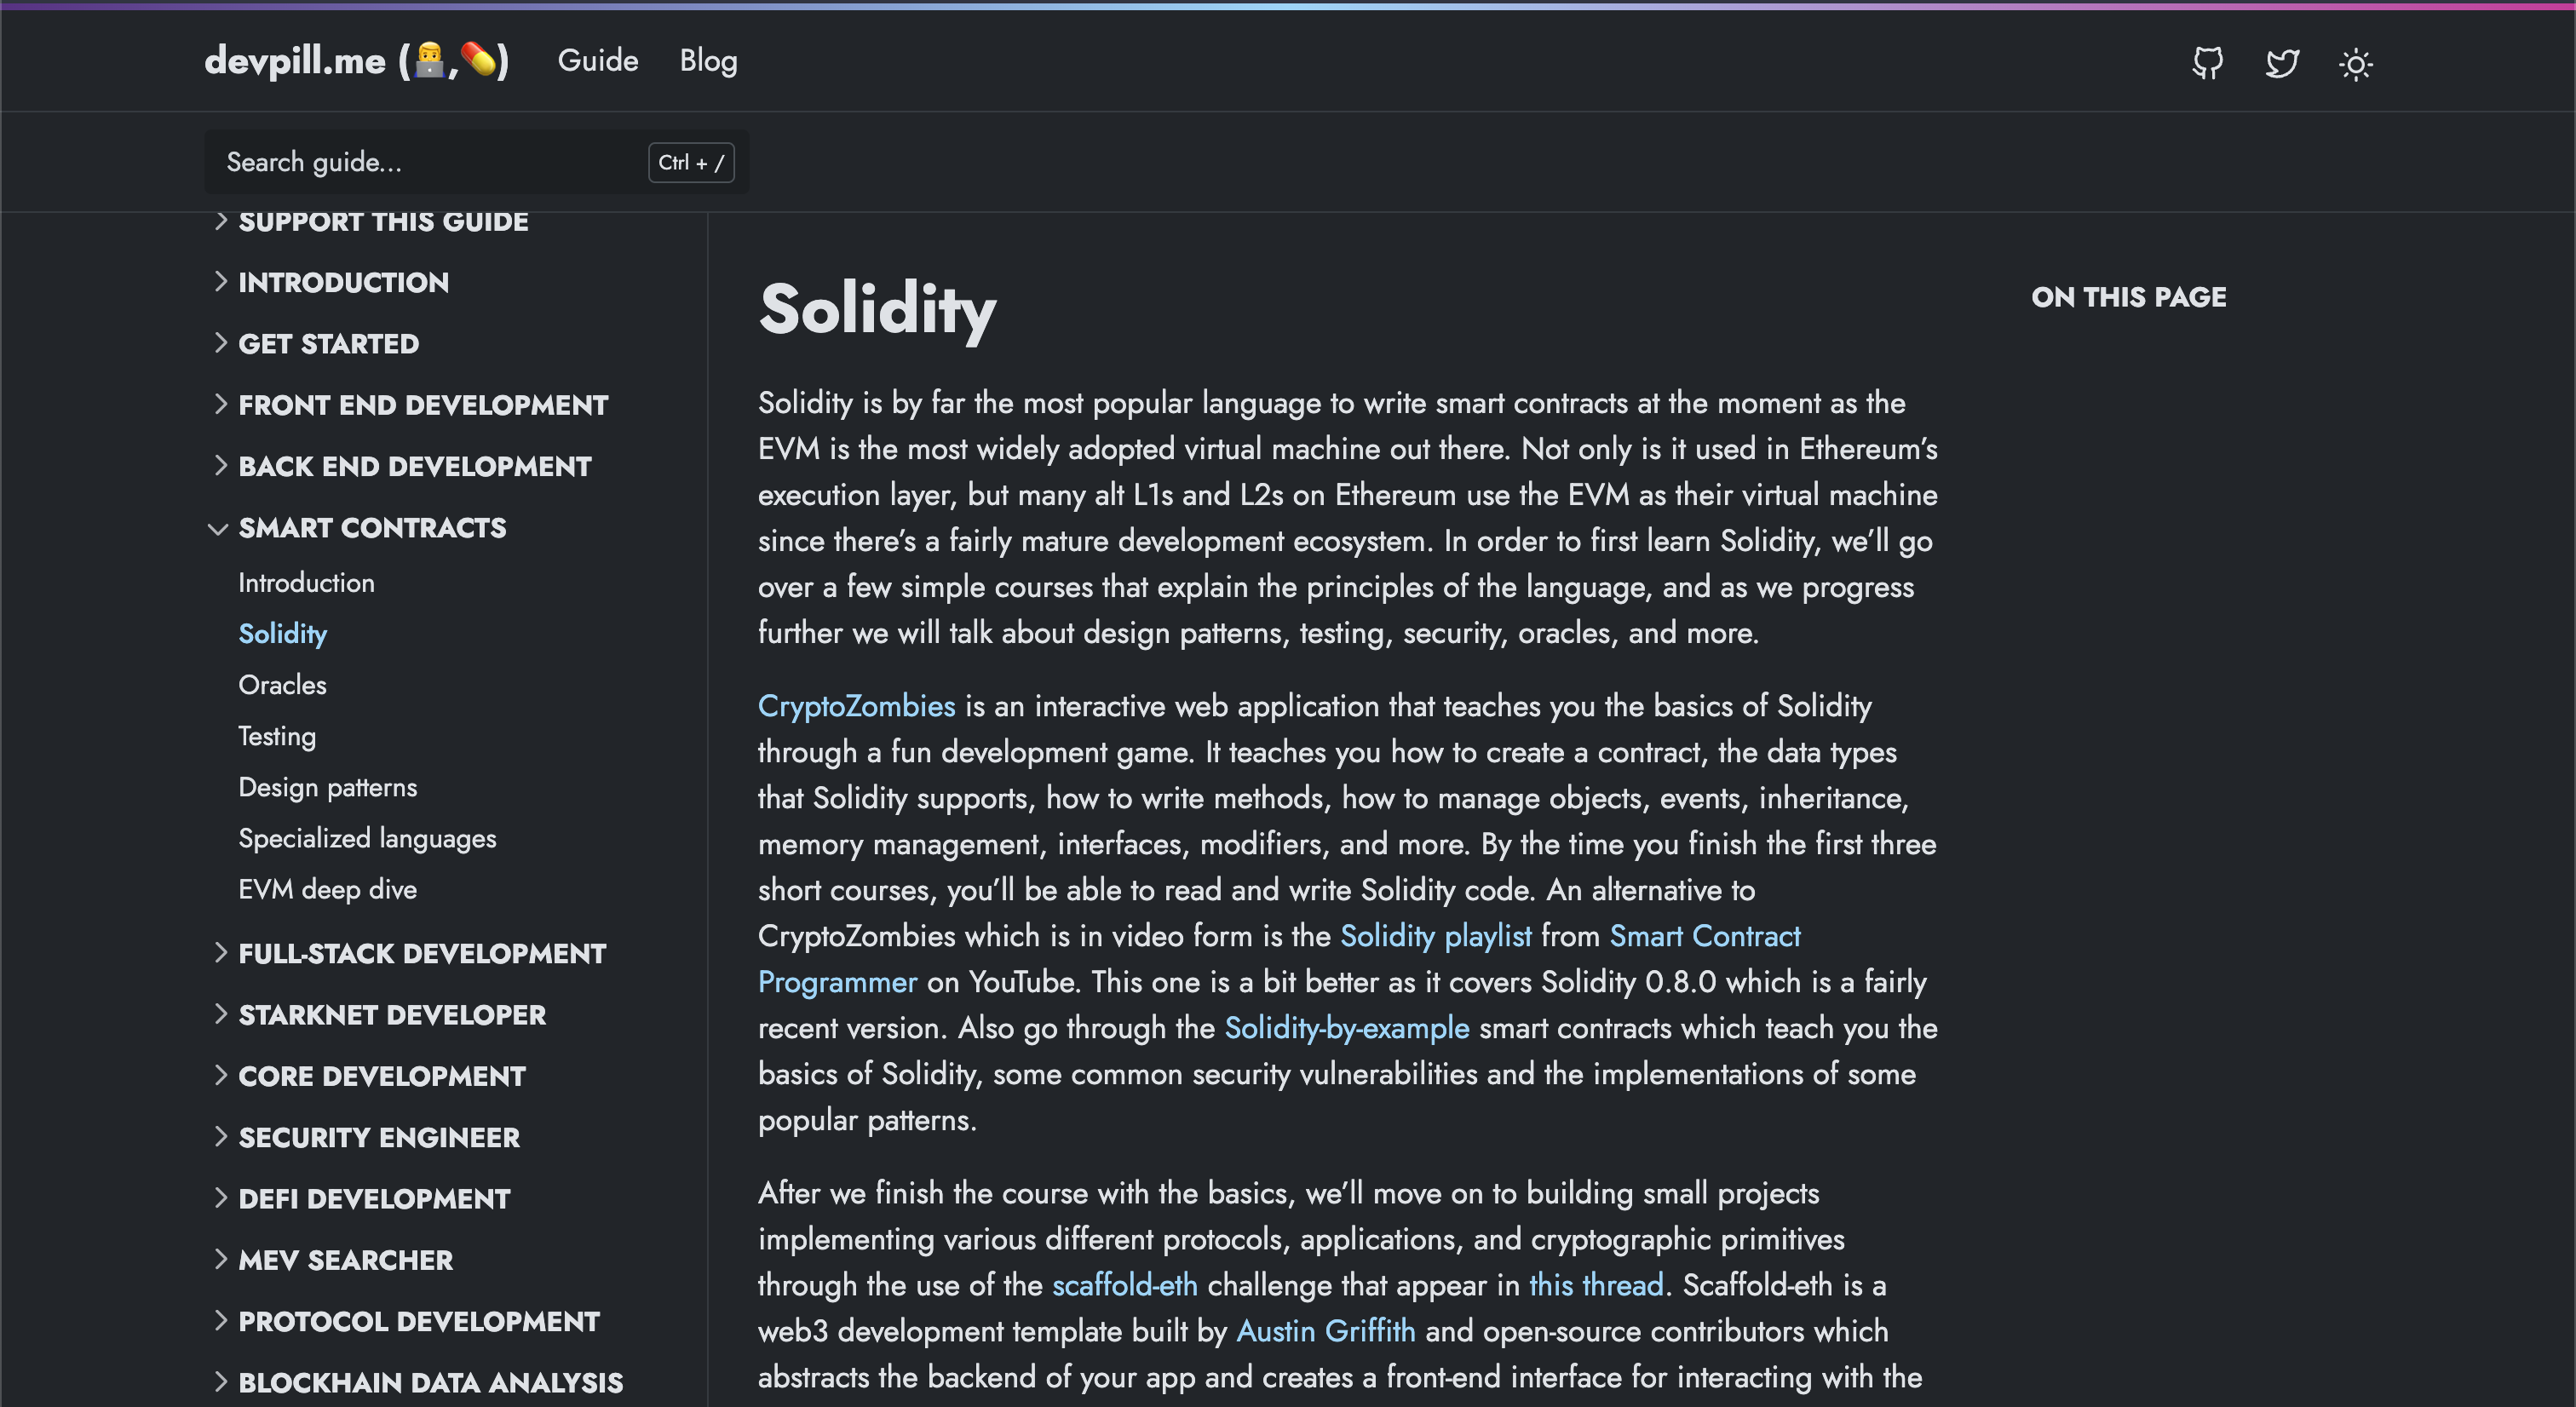 devpill.me (👨‍💻,💊)
Guide
Blog
Search guide...
Ctrl + /
SUPPORT THIS GUIDE
INTRODUCTION
GET STARTED
FRONT END DEVELOPMENT
BACK END DEVELOPMENT
SMART CONTRACTS
Introduction
Solidity
Oracles
Testing
Design patterns
Specialized languages
EVM deep dive
FULL-STACK DEVELOPMENT
STARKNET DEVELOPER
CORE DEVELOPMENT
SECURITY ENGINEER
DEFI DEVELOPMENT
MEV SEARCHER
PROTOCOL DEVELOPMENT
BLOCKHAIN DATA ANALYSIS
Solidity
Solidity is by far the most popular language to write smart contracts at the moment as the
EVM is the most widely adopted virtual machine out there. Not only is it used in Ethereum’s
execution layer, but many alt L1s and L2s on Ethereum use the EVM as their virtual machine
since there’s a fairly mature development ecosystem. In order to first learn Solidity, we’ll go
over a few simple courses that explain the principles of the language, and as we progress
further we will talk about design patterns, testing, security, oracles, and more.
CryptoZombies is an interactive web application that teaches you the basics of Solidity
through a fun development game. It teaches you how to create a contract, the data types
that Solidity supports, how to write methods, how to manage objects, events, inheritance,
memory management, interfaces, modifiers, and more. By the time you finish the first three
short courses, you’ll be able to read and write Solidity code. An alternative to
CryptoZombies which is in video form is the Solidity playlist from Smart Contract
Programmer on YouTube. This one is a bit better as it covers Solidity 0.8.0 which is a fairly
recent version. Also go through the Solidity-by-example smart contracts which teach you the
basics of Solidity, some common security vulnerabilities and the implementations of some
popular patterns.
After we finish the course with the basics, we’ll move on to building small projects
implementing various different protocols, applications, and cryptographic primitives
through the use of the scaffold-eth challenge that appear in this thread. Scaffold-eth is a
web3 development template built by Austin Griffith and open-source contributors which
abstracts the backend of your app and creates a front-end interface for interacting with the
ON THIS PAGE